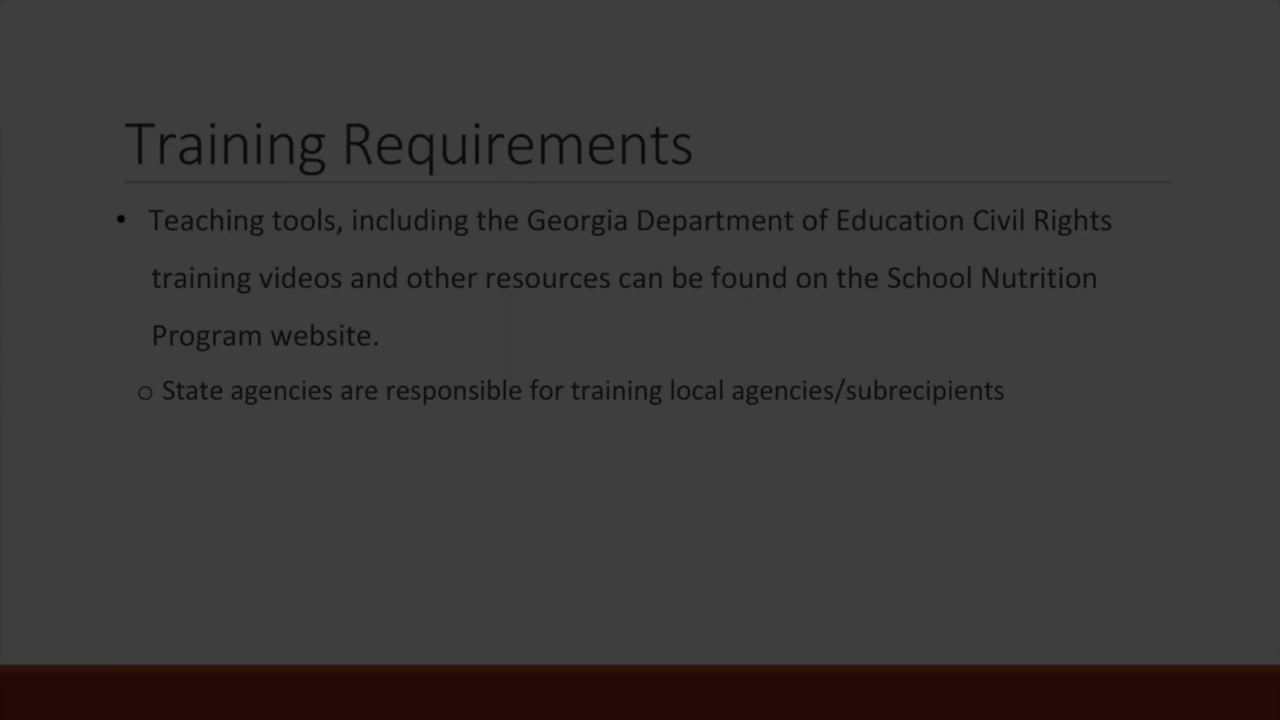 Training Requirements
• Teaching tools, including the Georgia Department of Education Civil Rights
training videos and other resources can be found on the School Nutrition
Program website.
o State agencies are responsible for training local agencies/subrecipients